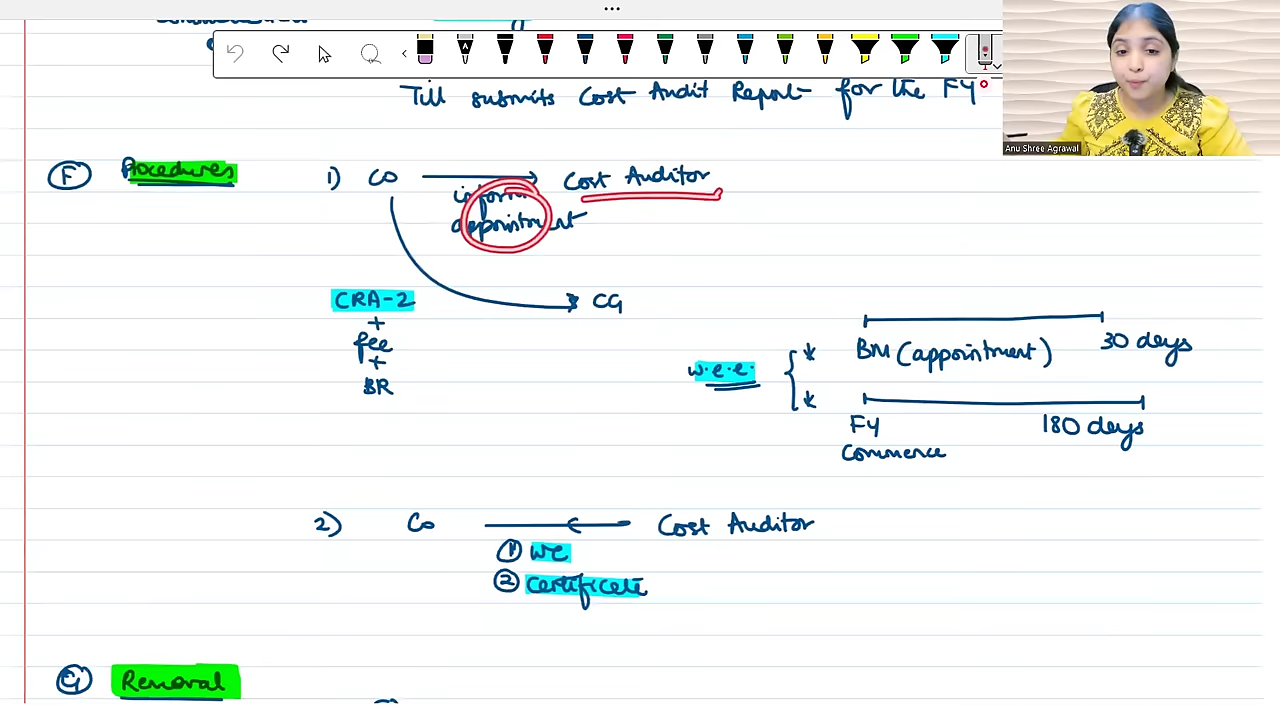 Till submits Cost Audit Report for the FY
Anu Shree Agrawal
F Procedures 1) Co Cost Auditor
inform
appointment
CRA-2 CG
+
fee
+
BR
BM (appointment) 30 days
w.e.e.
FY 180 days
Commence
2) Co Cost Auditor
① WC
② Certificate
G Removal